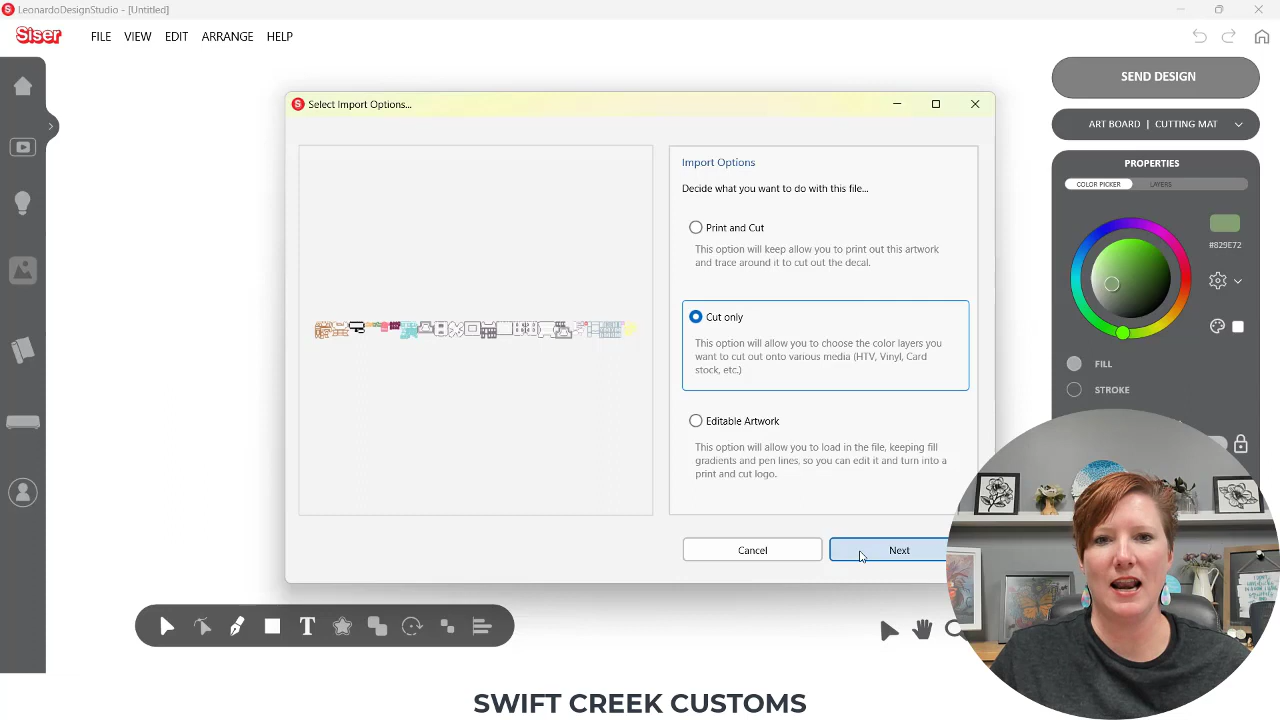 LeonardoDesignStudio - [Untitled]
Siser
FILE VIEW EDIT ARRANGE HELP
SEND DESIGN
Select Import Options...
ART BOARD | CUTTING MAT
Import Options
PROPERTIES
Decide what you want to do with this file...
COLOR PICKER LAYERS
Print and Cut
This option will keep allow you to print out this artwork
and trace around it to cut out the decal.
#829E72
Cut only
This option will allow you to choose the color layers you
want to cut out onto various media (HTV, Vinyl, Card
stock, etc.)
FILL
STROKE
Editable Artwork
This option will allow you to load in the file, keeping fill
gradients and pen lines, so you can edit it and turn into a
print and cut logo.
Cancel
Next
T
SWIFT CREEK CUSTOMS